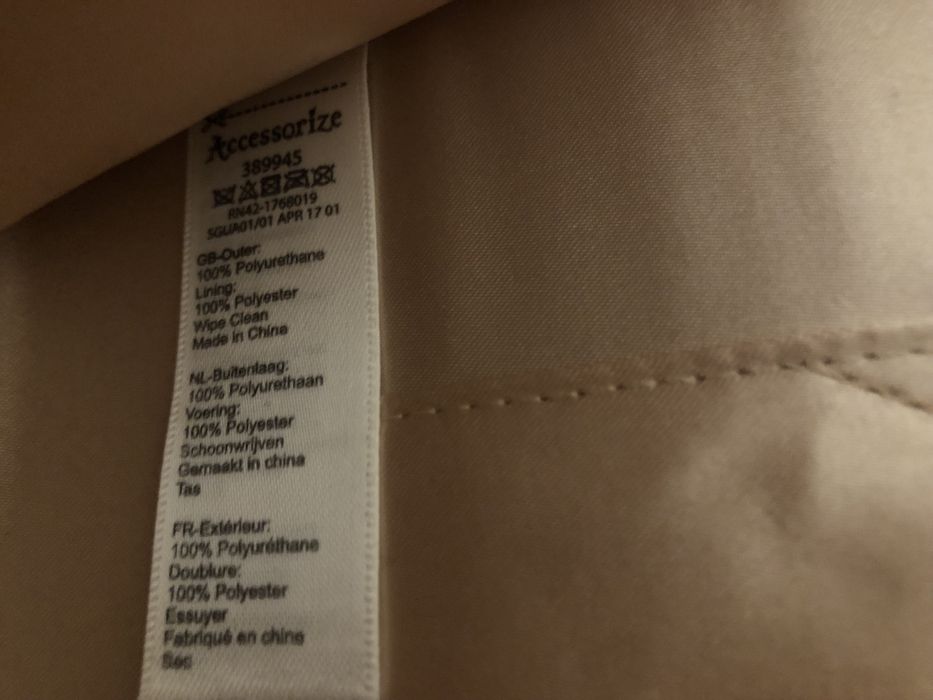 Accessorize
389945
RN42-1768019
SGUA01/01 APR 17 01
GB-Outer:
100% Polyurethane
Lining:
100% Polyester
Wipe Clean
Made in China
NL-Buitenlaag:
100% Polyurethaan
Voering:
100% Polyester
Schoonwrijven
Gemaakt in china
Tas
FR-Extérieur:
100% Polyuréthane
Doublure:
100% Polyester
Essuyer
Fabriqué en chine